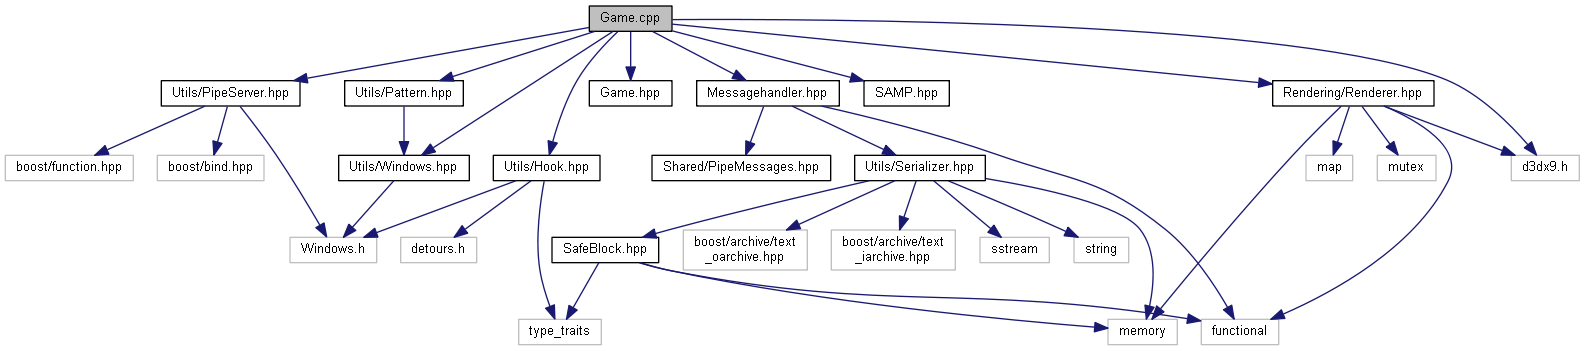 Game.cpp
Utils/PipeServer.hpp
Utils/Pattern.hpp
Game.hpp
Messagehandler.hpp
SAMP.hpp
Rendering/Renderer.hpp
boost/function.hpp
boost/bind.hpp
Utils/Windows.hpp
Utils/Hook.hpp
Shared/PipeMessages.hpp
Utils/Serializer.hpp
map
mutex
d3dx9.h
Windows.h
detours.h
SafeBlock.hpp
boost/archive/text
_oarchive.hpp
boost/archive/text
_iarchive.hpp
sstream
string
type_traits
memory
functional